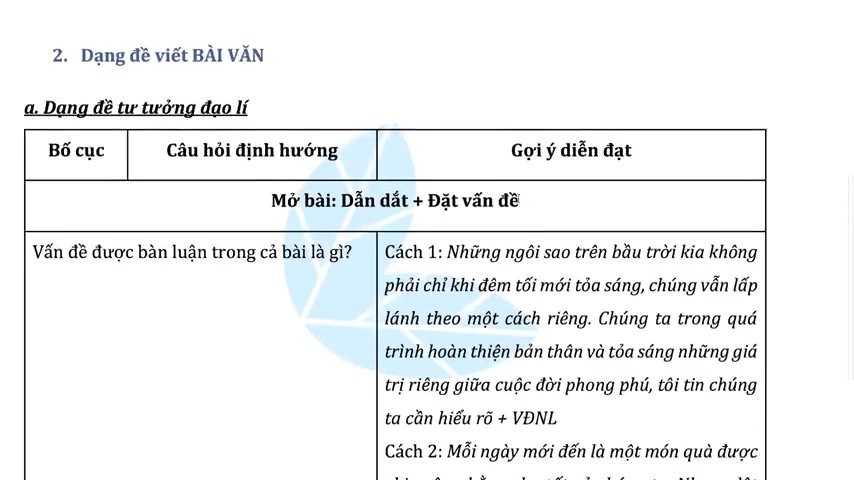 2. Dạng đề viết BÀI VĂN
a. Dạng đề tư tưởng đạo lí
Bố cục
Câu hỏi định hướng
Gợi ý diễn đạt
Mở bài: Dẫn dắt + Đặt vấn đề
Vấn đề được bàn luận trong cả bài là gì?
Cách 1: Những ngôi sao trên bầu trời kia không
phải chỉ khi đêm tối mới tỏa sáng, chúng vẫn lấp
lánh theo một cách riêng. Chúng ta trong quá
trình hoàn thiện bản thân và tỏa sáng những giá
trị riêng giữa cuộc đời phong phú, tôi tin chúng
ta cần hiểu rõ + VĐNL
Cách 2: Mỗi ngày mới đến là một món quà được